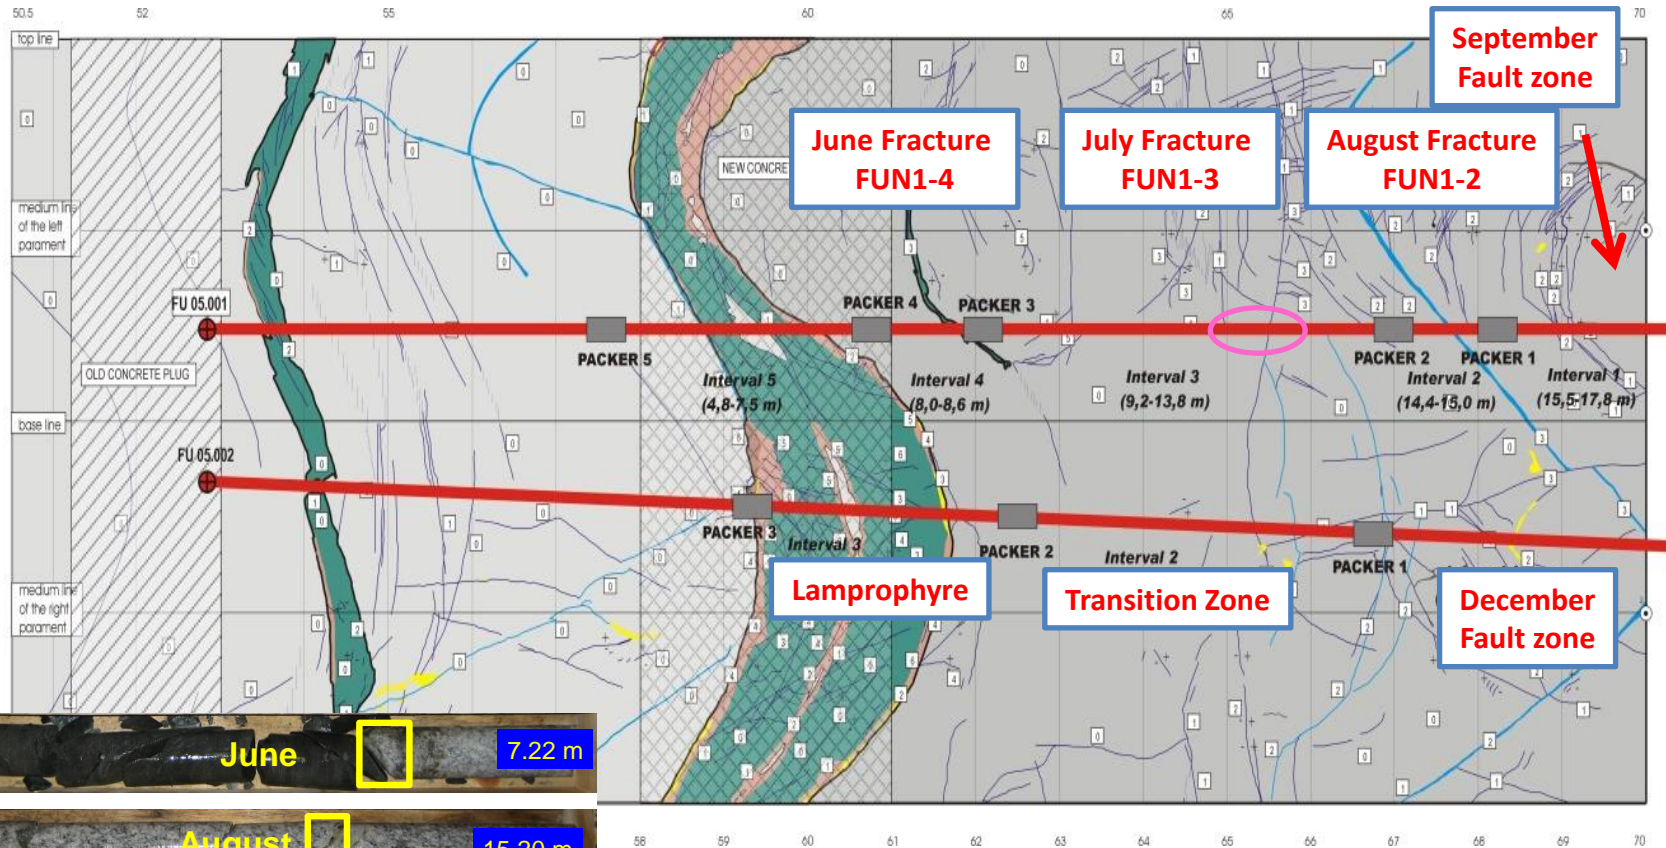 50.5 52 55 60 65 70
top line
September
Fault zone
June Fracture
FUN1-4
July Fracture
FUN1-3
August Fracture
FUN1-2
NEW CONCRE
medium line
of the left
parament
FU 05.001
PACKER 5
PACKER 4
PACKER 3
PACKER 2
PACKER 1
OLD CONCRETE PLUG
Interval 5
(4,8-7,5 m)
Interval 4
(8,0-8,6 m)
Interval 3
(9,2-13,8 m)
Interval 2
(14,4-15,0 m)
Interval 1
(15,5-17,8 m)
base line
FU 05.002
PACKER 3
Interval 3
PACKER 2
Interval 2
PACKER 1
Lamprophyre
Transition Zone
December
Fault zone
medium line
of the right
parament
June
7.22 m
August
15.20 m
58 59 60 61 62 63 64 65 66 67 68 69 70